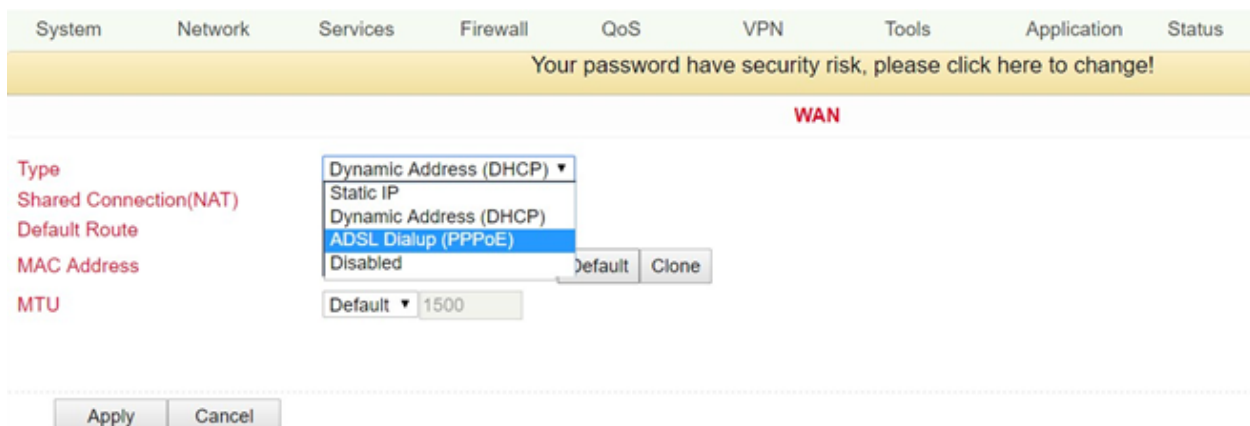 System Network Services Firewall QoS VPN Tools Application Status
Your password have security risk, please click here to change!
WAN
Type Dynamic Address (DHCP)
Static IP
Shared Connection(NAT)
Dynamic Address (DHCP)
Default Route
ADSL Dialup (PPPoE)
MAC Address Disabled Default Clone
MTU Default 1500
Apply Cancel